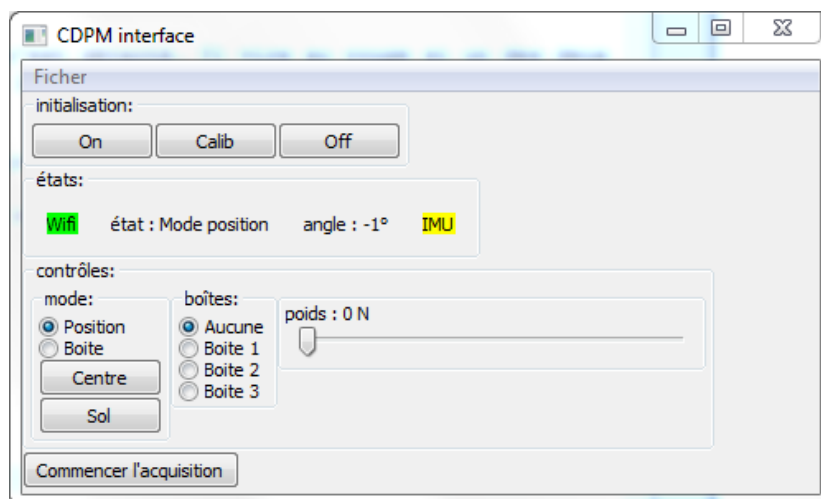 CDPM interface
Ficher
initialisation:
On Calib Off
états:
Wifi état : Mode position angle : -1° IMU
contrôles:
mode:
Position
Boite
Centre
Sol
boîtes:
Aucune
Boite 1
Boite 2
Boite 3
poids : 0 N
Commencer l'acquisition